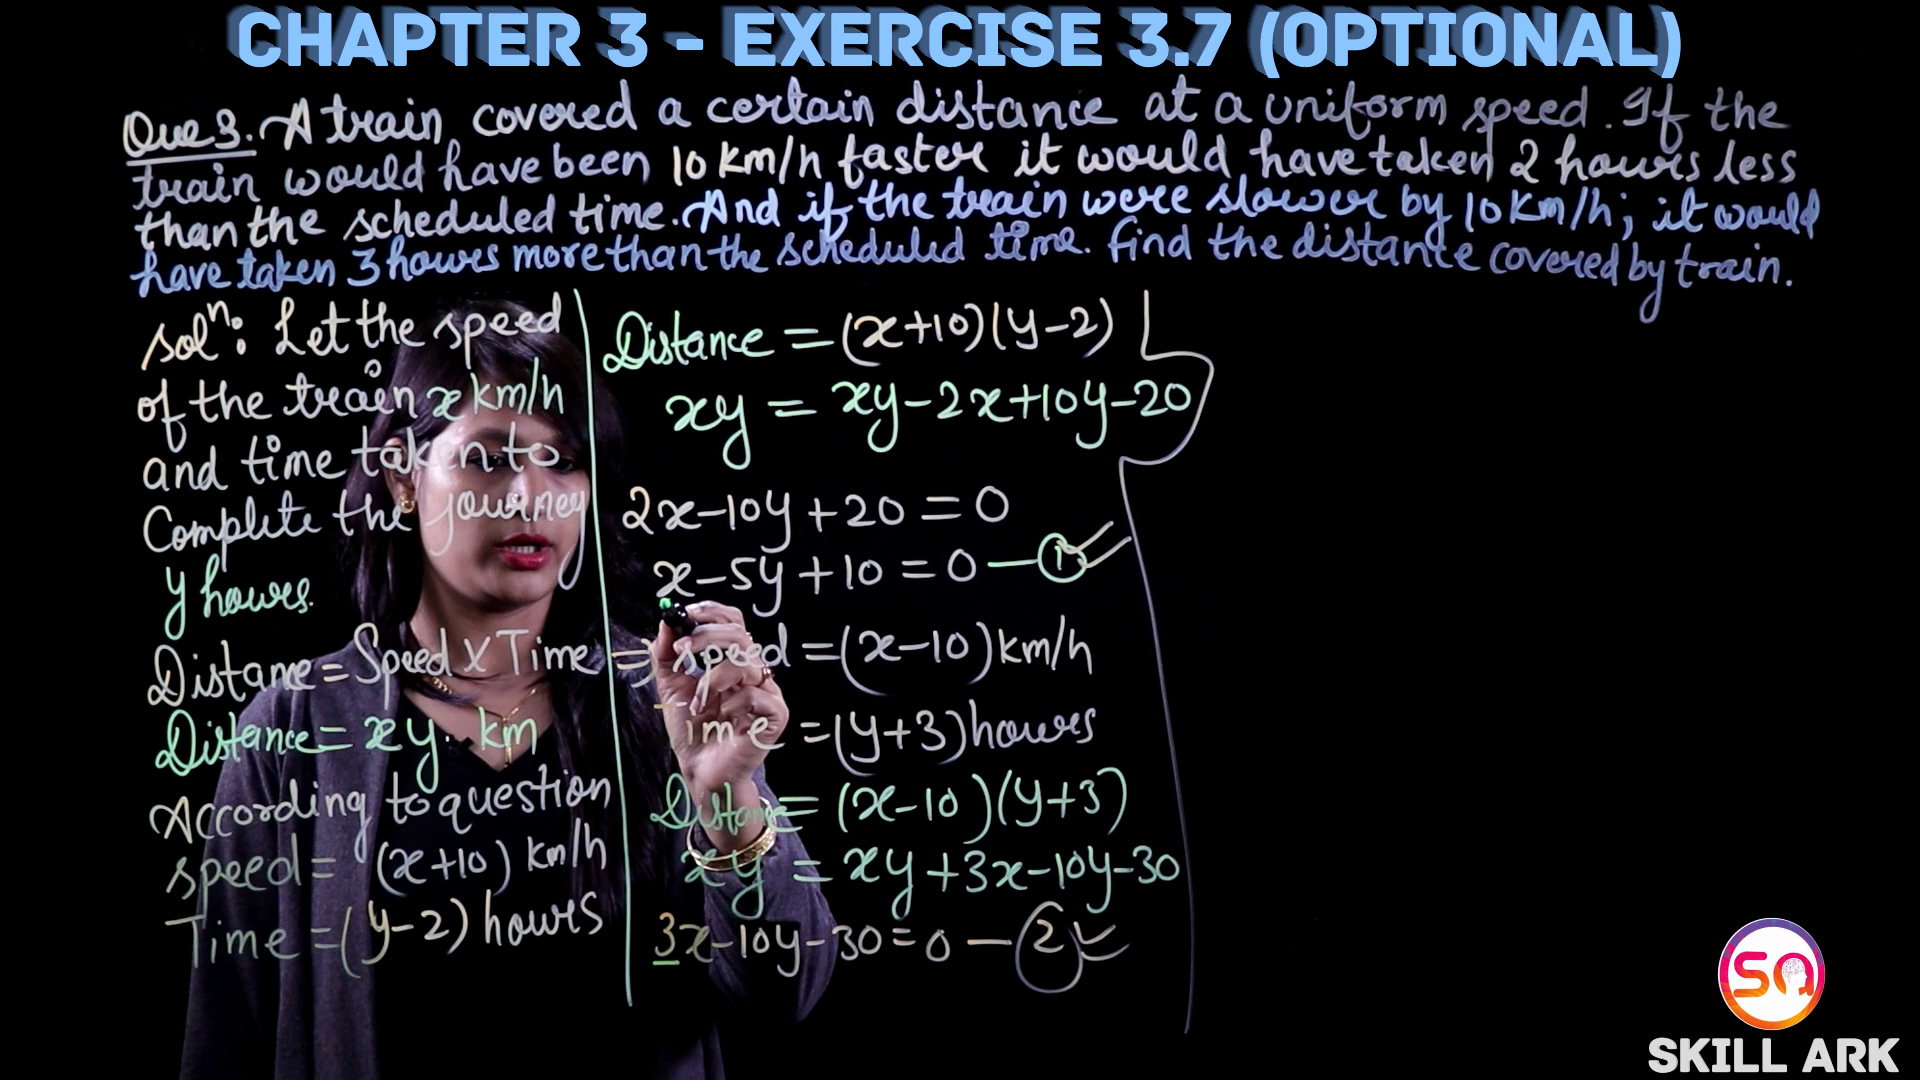 CHAPTER 3 - EXERCISE 3.7 (OPTIONAL)
Que 3. A train covered a certain distance at a uniform speed. If the
train would have been 10 km/h faster it would have taken 2 hours less
than the scheduled time. And if the train were slower by 10 km/h; it would
have taken 3 hours more than the scheduled time. find the distance covered by train.
solⁿ: Let the speed
of the train x km/h
and time taken to
Complete the journey
y hours.
Distance = Speed X Time ⇒
Distance = xy. km
According to question
speed = (x+10) km/h
Time = (y-2) hours
Distance = (x+10)(y-2)
xy = xy-2x+10y-20
2x-10y+20=0
x-5y+10=0 — ①
speed = (x-10) km/h
Time = (y+3) hours
Distance = (x-10)(y+3)
xy = xy+3x-10y-30
3x-10y-30=0 — ②
SA
SKILL ARK